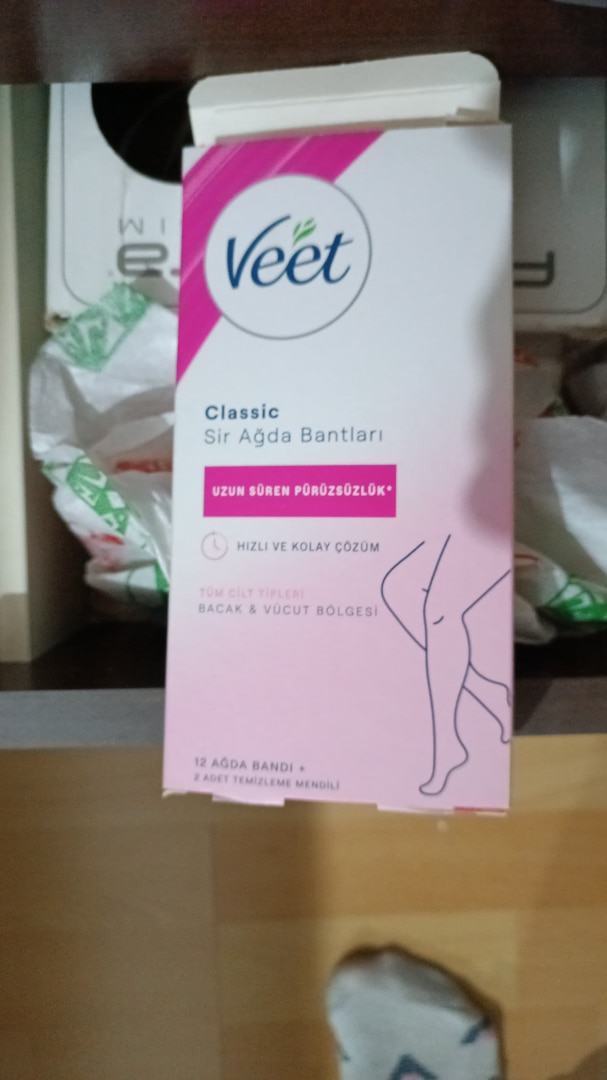 Veet
Classic
Sir Ağda Bantları
UZUN SÜREN PÜRÜZSÜZLÜK*
HIZLI VE KOLAY ÇÖZÜM
TÜM CİLT TİPLERİ
BACAK & VÜCUT BÖLGESİ
12 AĞDA BANDI +
2 ADET TEMİZLEME MENDİLİ